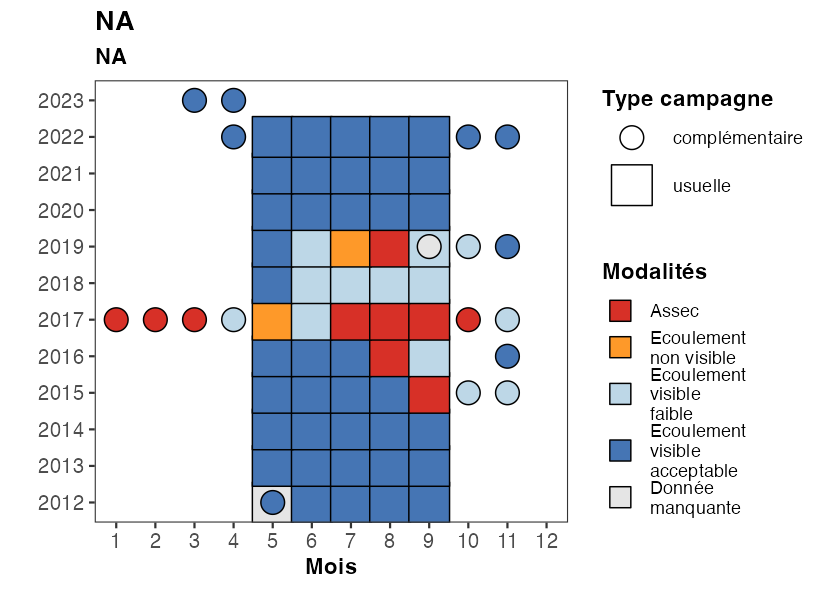 NA
NA
2023
2022
2021
2020
2019
2018
2017
2016
2015
2014
2013
2012
1 2 3 4 5 6 7 8 9 10 11 12
Mois
Type campagne
complémentaire
usuelle
Modalités
Assec
Ecoulement
non visible
Ecoulement
visible
faible
Ecoulement
visible
acceptable
Donnée
manquante